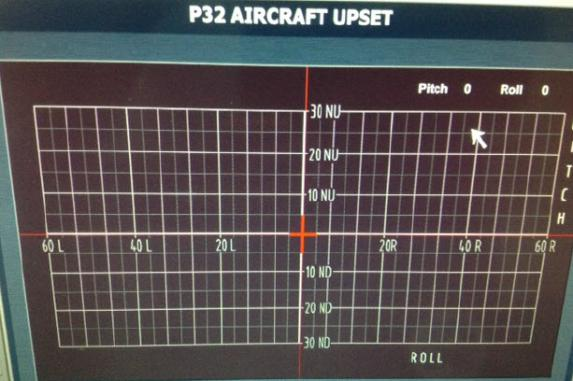 P32 AIRCRAFT UPSET
Pitch 0 Roll 0
30 NU
20 NU
10 NU
60 L 40 L 20 L 20R 40 R 60 R
10 ND
20 ND
30 ND
T
C
H
ROLL